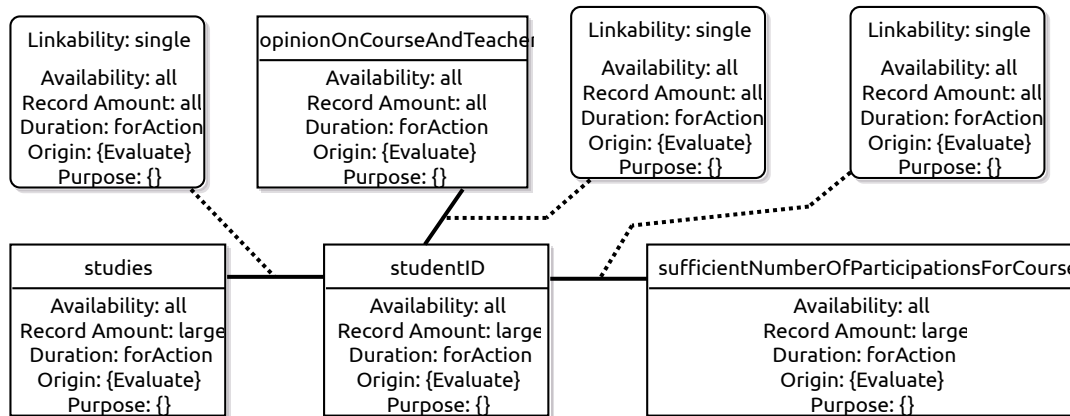 Linkability: single
Availability: all
Record Amount: all
Duration: forAction
Origin: {Evaluate}
Purpose: {}
opinionOnCourseAndTeacher
Availability: all
Record Amount: all
Duration: forAction
Origin: {Evaluate}
Purpose: {}
Linkability: single
Availability: all
Record Amount: all
Duration: forAction
Origin: {Evaluate}
Purpose: {}
Linkability: single
Availability: all
Record Amount: all
Duration: forAction
Origin: {Evaluate}
Purpose: {}
studies
Availability: all
Record Amount: large
Duration: forAction
Origin: {Evaluate}
Purpose: {}
studentID
Availability: all
Record Amount: large
Duration: forAction
Origin: {Evaluate}
Purpose: {}
sufficientNumberOfParticipationsForCourse
Availability: all
Record Amount: large
Duration: forAction
Origin: {Evaluate}
Purpose: {}